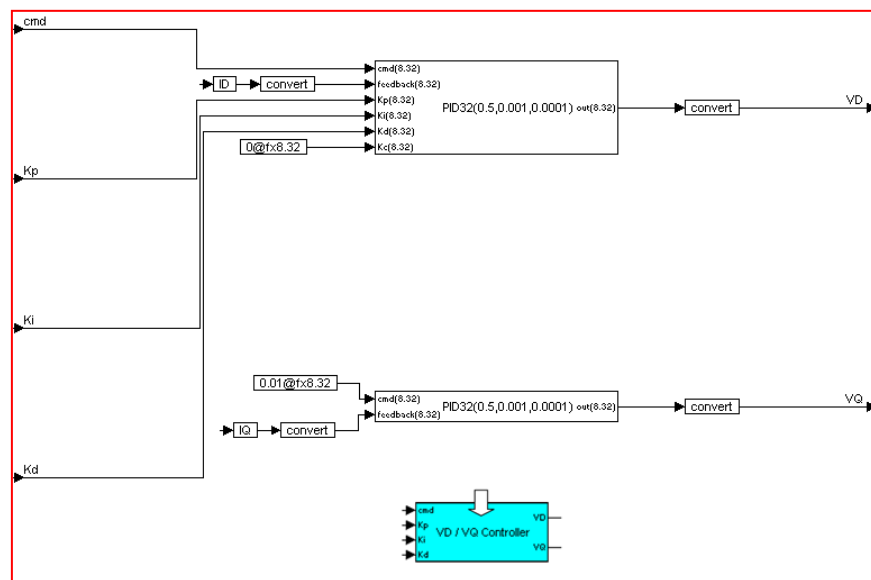 cmd
cmd(8.32)
ID
convert
feedback(8.32)
Kp(8.32)
PID32(0.5,0.001,0.0001)
out(8.32)
convert
VD
Ki(8.32)
Kd(8.32)
0@fx8.32
Kc(8.32)
Kp
Ki
0.01@fx8.32
cmd(8.32)
PID32(0.5,0.001,0.0001)
out(8.32)
convert
VQ
feedback(8.32)
IQ
convert
Kd
cmd
VD
Kp
VD / VQ Controller
Ki
VQ
Kd